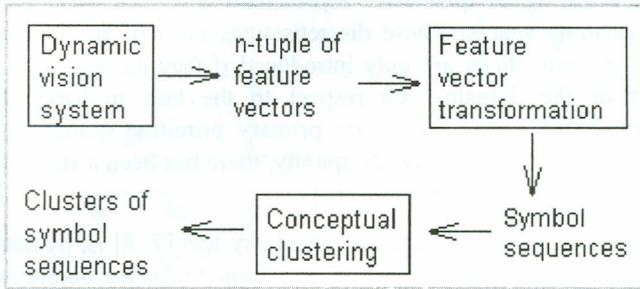 Dynamic
vision
system
n-tuple of
feature
vectors
Feature
vector
transformation
Symbol
sequences
Conceptual
clustering
Clusters of
symbol
sequences